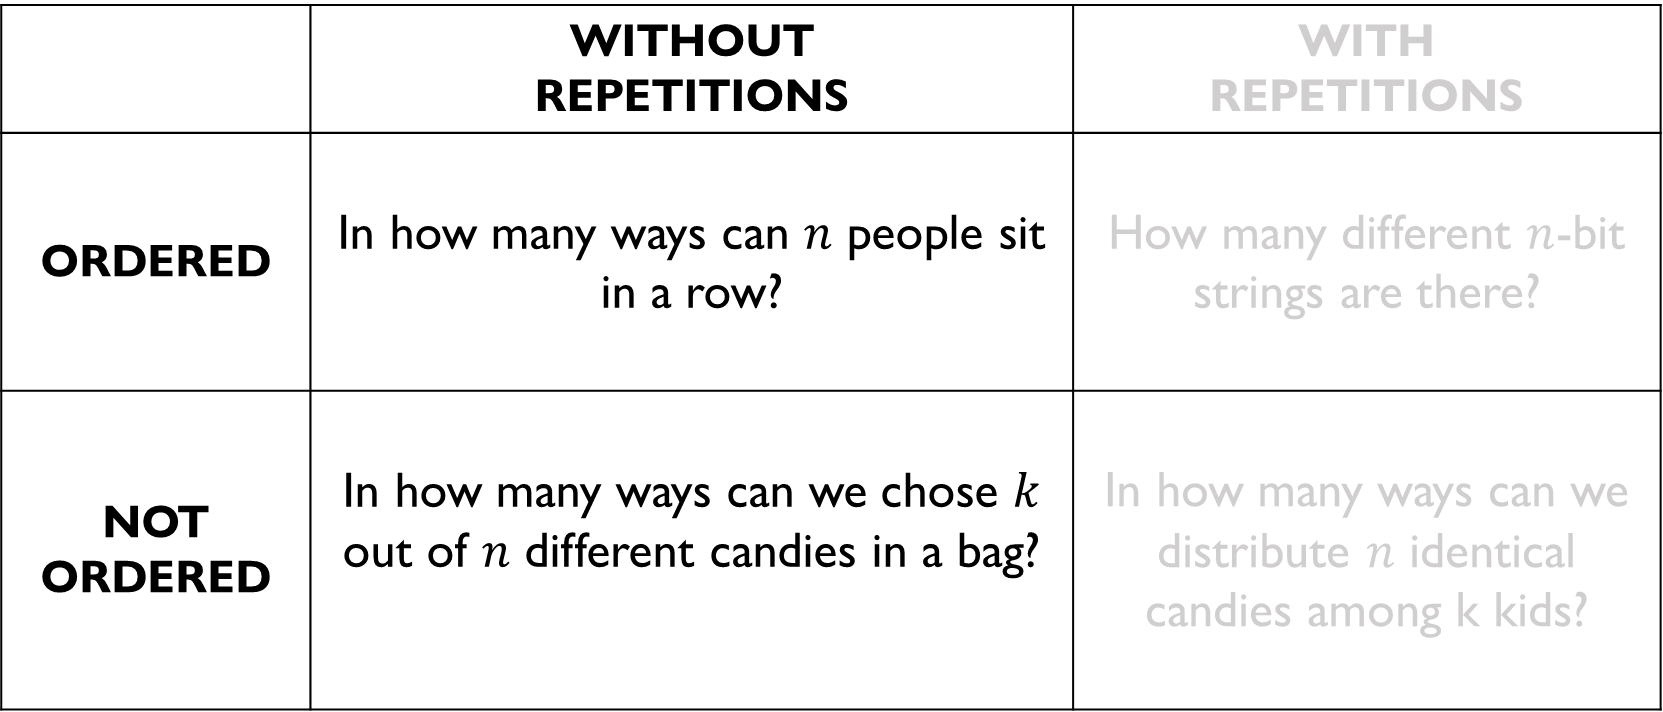 WITHOUT
REPETITIONS
WITH
REPETITIONS
ORDERED
In how many ways can n people sit
in a row?
How many different n-bit
strings are there?
NOT
ORDERED
In how many ways can we chose k
out of n different candies in a bag?
In how many ways can we
distribute n identical
candies among k kids?